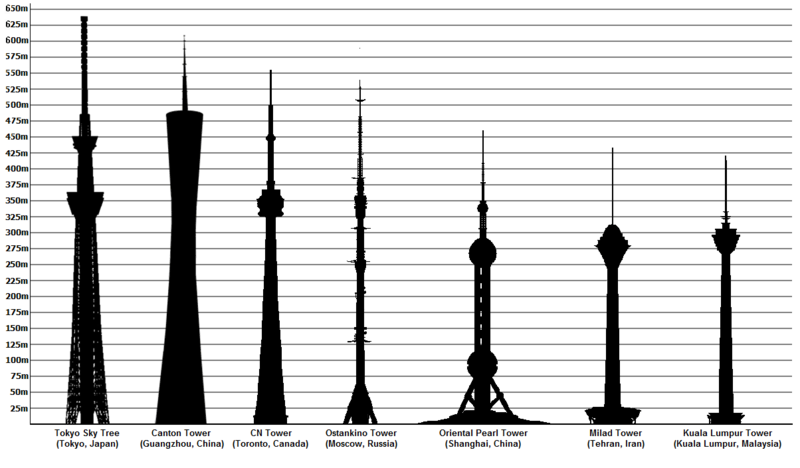 650m
625m
600m
575m
550m
525m
500m
475m
450m
425m
400m
375m
350m
325m
300m
275m
250m
225m
200m
175m
150m
125m
100m
75m
50m
25m
Tokyo Sky Tree
(Tokyo, Japan)
Canton Tower
(Guangzhou, China)
CN Tower
(Toronto, Canada)
Ostankino Tower
(Moscow, Russia)
Oriental Pearl Tower
(Shanghai, China)
Milad Tower
(Tehran, Iran)
Kuala Lumpur Tower
(Kuala Lumpur, Malaysia)